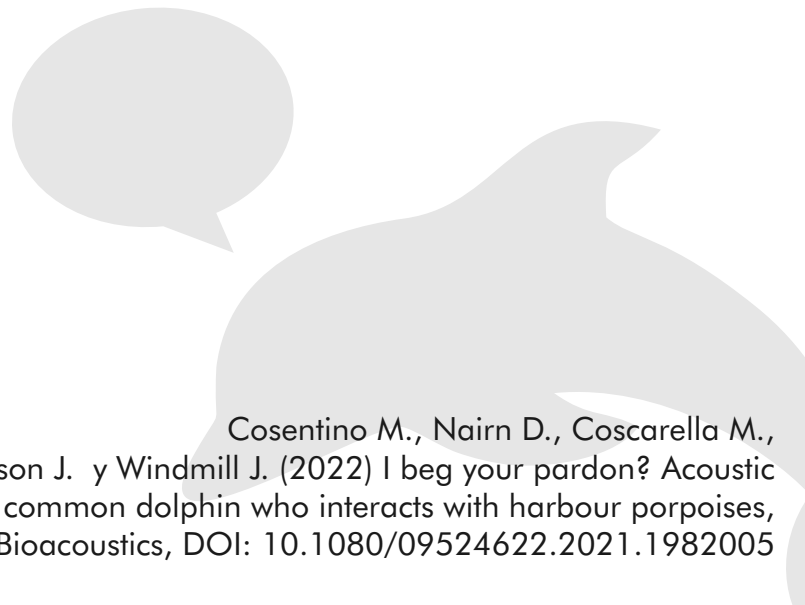 Cosentino M., Nairn D., Coscarella M.,
son J. y Windmill J. (2022) I beg your pardon? Acoustic
common dolphin who interacts with harbour porpoises,
Bioacoustics, DOI: 10.1080/09524622.2021.1982005